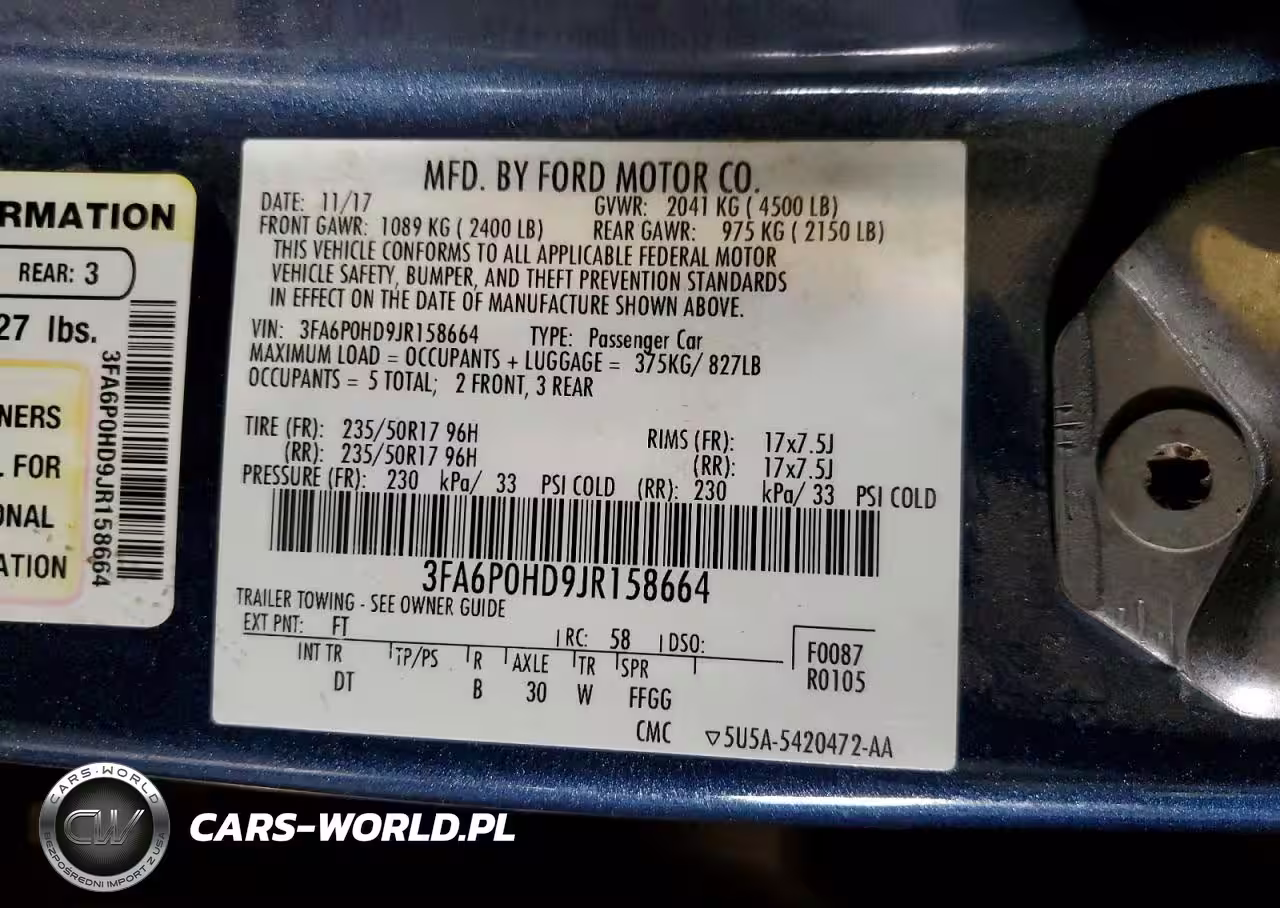 RMATION
REAR: 3
27 lbs.
NERS
L FOR
ONAL
ATION
3FA6P0HD9JR158664
MFD. BY FORD MOTOR CO.
DATE: 11/17 GVWR: 2041 KG ( 4500 LB)
FRONT GAWR: 1089 KG ( 2400 LB) REAR GAWR: 975 KG ( 2150 LB)
THIS VEHICLE CONFORMS TO ALL APPLICABLE FEDERAL MOTOR
VEHICLE SAFETY, BUMPER, AND THEFT PREVENTION STANDARDS
IN EFFECT ON THE DATE OF MANUFACTURE SHOWN ABOVE.
VIN: 3FA6P0HD9JR158664 TYPE: Passenger Car
MAXIMUM LOAD = OCCUPANTS + LUGGAGE = 375KG/ 827LB
OCCUPANTS = 5 TOTAL; 2 FRONT, 3 REAR
TIRE (FR): 235/50R17 96H RIMS (FR): 17x7.5J
(RR): 235/50R17 96H (RR): 17x7.5J
PRESSURE (FR): 230 kPa/ 33 PSI COLD (RR): 230 kPa/ 33 PSI COLD
3FA6P0HD9JR158664
TRAILER TOWING - SEE OWNER GUIDE
EXT PNT: FT RC: 58 DSO:
INT TR TP/PS R AXLE TR SPR F0087
DT B 30 W FFGG R0105
CMC ▽5U5A-5420472-AA
CARS-WORLD
CW
BEZPOŚREDNI IMPORT Z USA
CARS-WORLD.PL